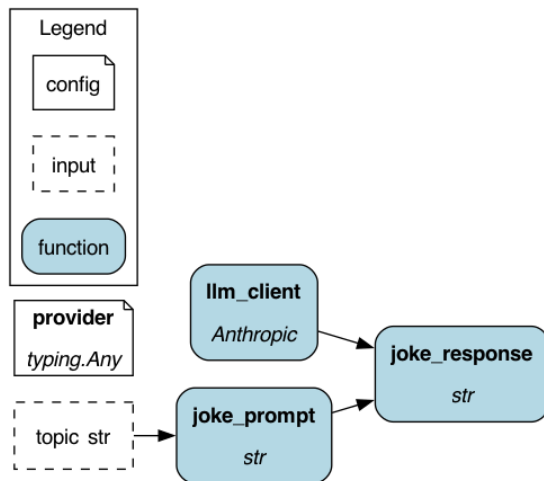 Legend
config
input
function
provider
typing.Any
topic str
llm_client
Anthropic
joke_prompt
str
joke_response
str